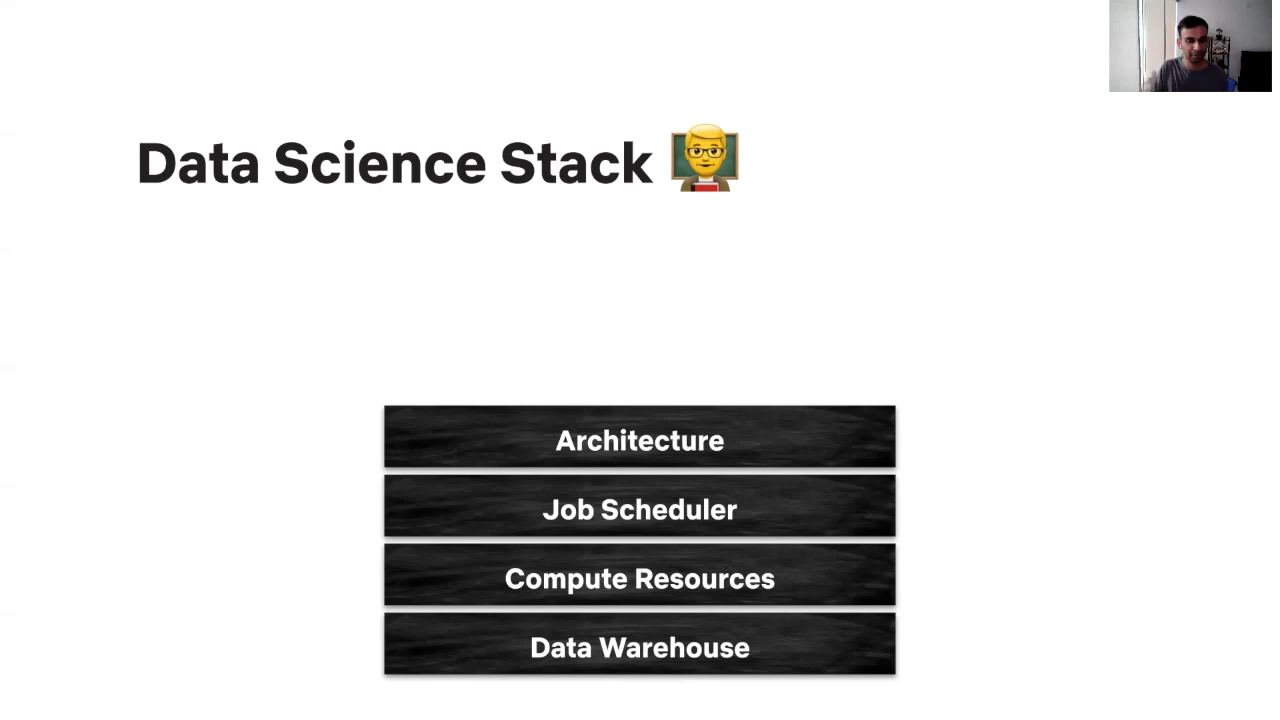 Data Science Stack
Architecture
Job Scheduler
Compute Resources
Data Warehouse